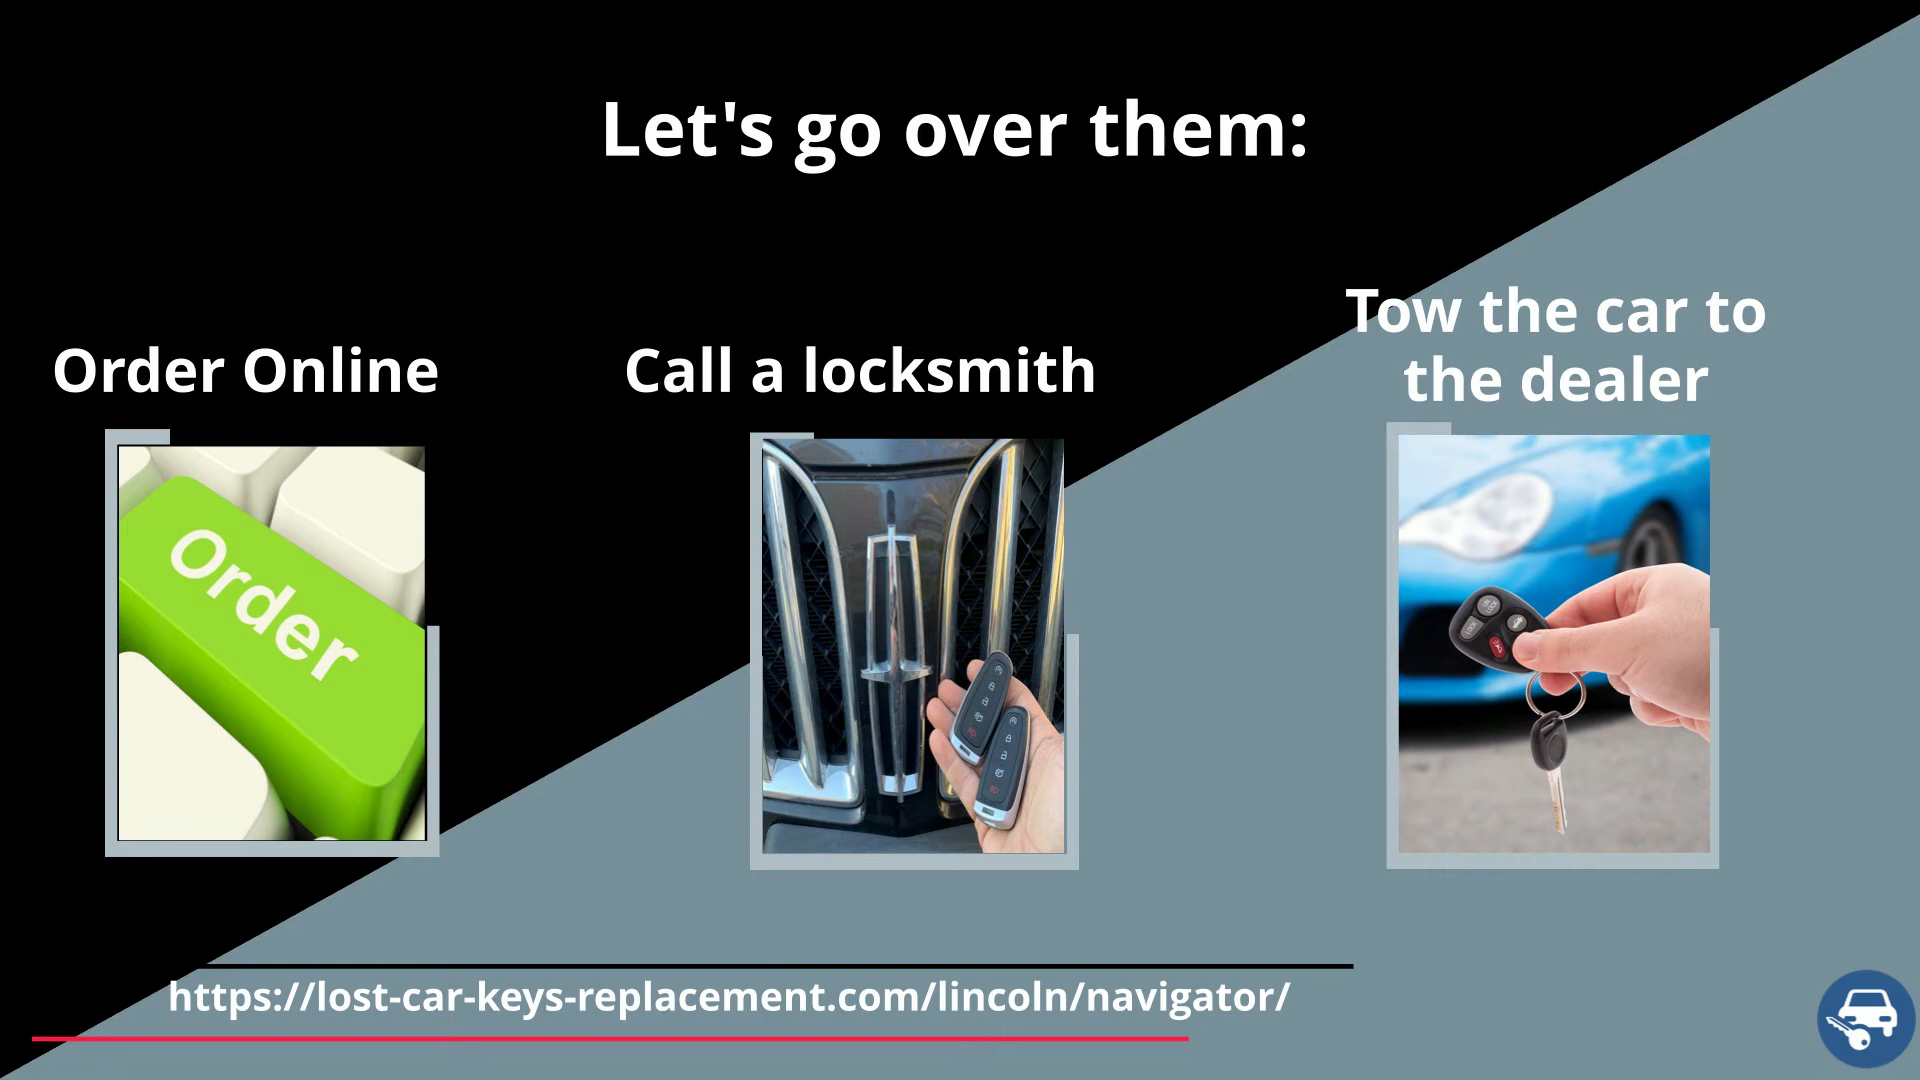 Let's go over them:
Order Online
Call a locksmith
Tow the car to
the dealer
Order
LOCK
https://lost-car-keys-replacement.com/lincoln/navigator/